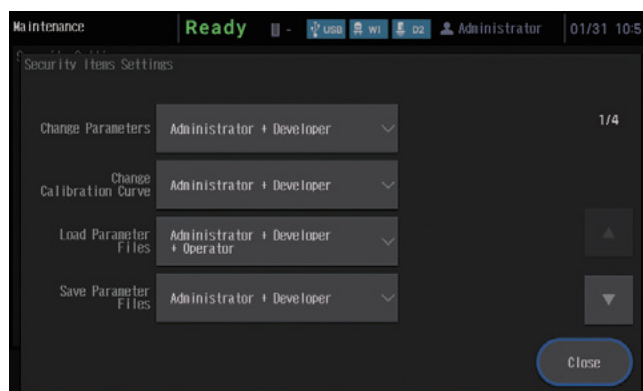 Maintenance Ready - USB WI D2 Administrator 01/31 10:5
Security Items Settings
1/4
Change Parameters Administrator + Developer
Change
Calibration Curve Administrator + Developer
Load Parameter
Files Administrator + Developer
+ Operator
Save Parameter
Files Administrator + Developer
Close